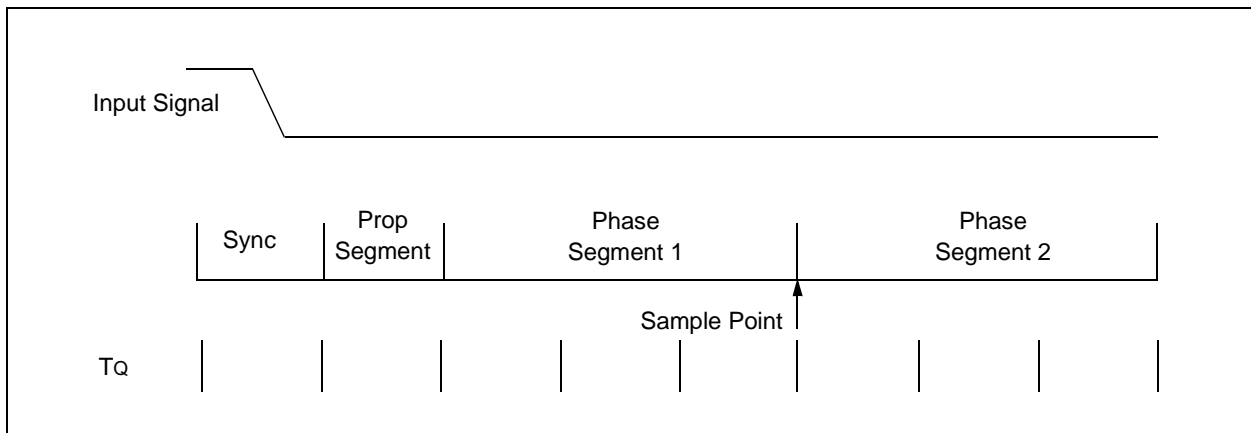 Input Signal
Sync
Prop
Segment
Phase
Segment 1
Phase
Segment 2
Sample Point
TQ